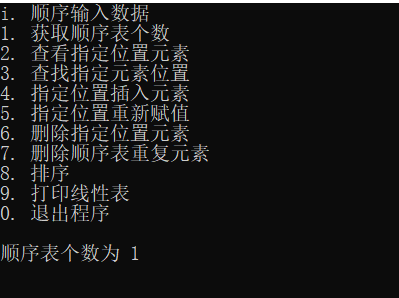 i. 顺序输入数据
1. 获取顺序表个数
2. 查看指定位置元素
3. 查找指定元素位置
4. 指定位置插入元素
5. 指定位置重新赋值
6. 删除指定位置元素
7. 删除顺序表重复元素
8. 排序
9. 打印线性表
0. 退出程序
顺序表个数为 1